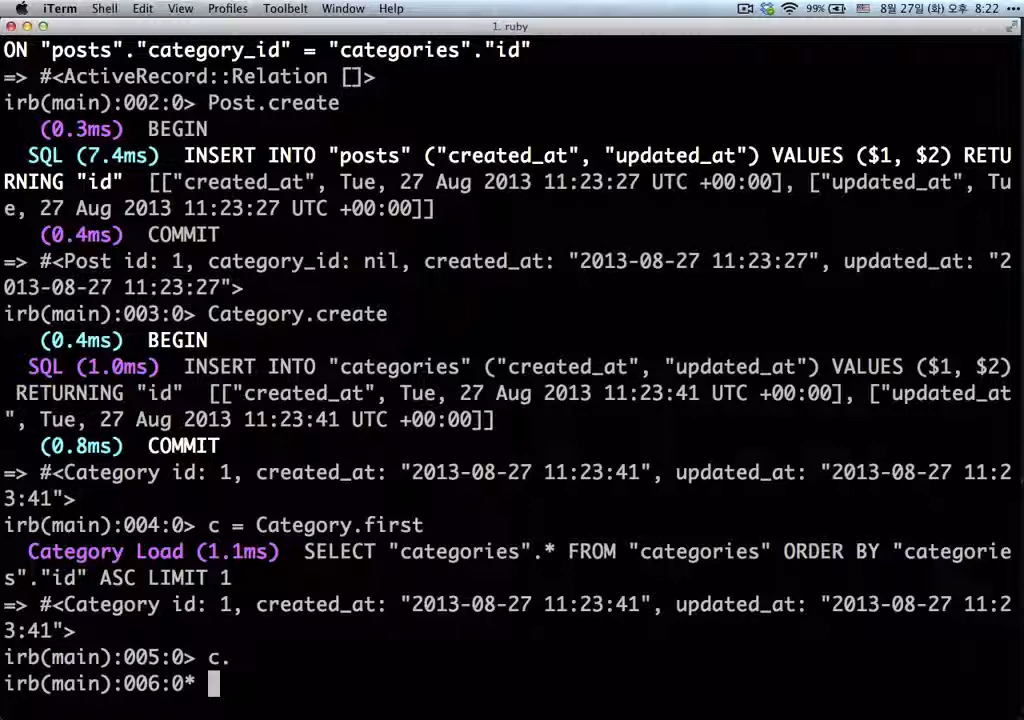 iTerm Shell Edit View Profiles Toolbelt Window Help 99% 8월 27일 (화) 오후 8:22
1. ruby
ON "posts"."category_id" = "categories"."id"
=> #<ActiveRecord::Relation []>
irb(main):002:0> Post.create
(0.3ms) BEGIN
SQL (7.4ms) INSERT INTO "posts" ("created_at", "updated_at") VALUES ($1, $2) RETU
RNING "id" [["created_at", Tue, 27 Aug 2013 11:23:27 UTC +00:00], ["updated_at", Tu
e, 27 Aug 2013 11:23:27 UTC +00:00]]
(0.4ms) COMMIT
=> #<Post id: 1, category_id: nil, created_at: "2013-08-27 11:23:27", updated_at: "2
013-08-27 11:23:27">
irb(main):003:0> Category.create
(0.4ms) BEGIN
SQL (1.0ms) INSERT INTO "categories" ("created_at", "updated_at") VALUES ($1, $2)
RETURNING "id" [["created_at", Tue, 27 Aug 2013 11:23:41 UTC +00:00], ["updated_at
", Tue, 27 Aug 2013 11:23:41 UTC +00:00]]
(0.8ms) COMMIT
=> #<Category id: 1, created_at: "2013-08-27 11:23:41", updated_at: "2013-08-27 11:2
3:41">
irb(main):004:0> c = Category.first
Category Load (1.1ms) SELECT "categories".* FROM "categories" ORDER BY "categorie
s"."id" ASC LIMIT 1
=> #<Category id: 1, created_at: "2013-08-27 11:23:41", updated_at: "2013-08-27 11:2
3:41">
irb(main):005:0> c.
irb(main):006:0*